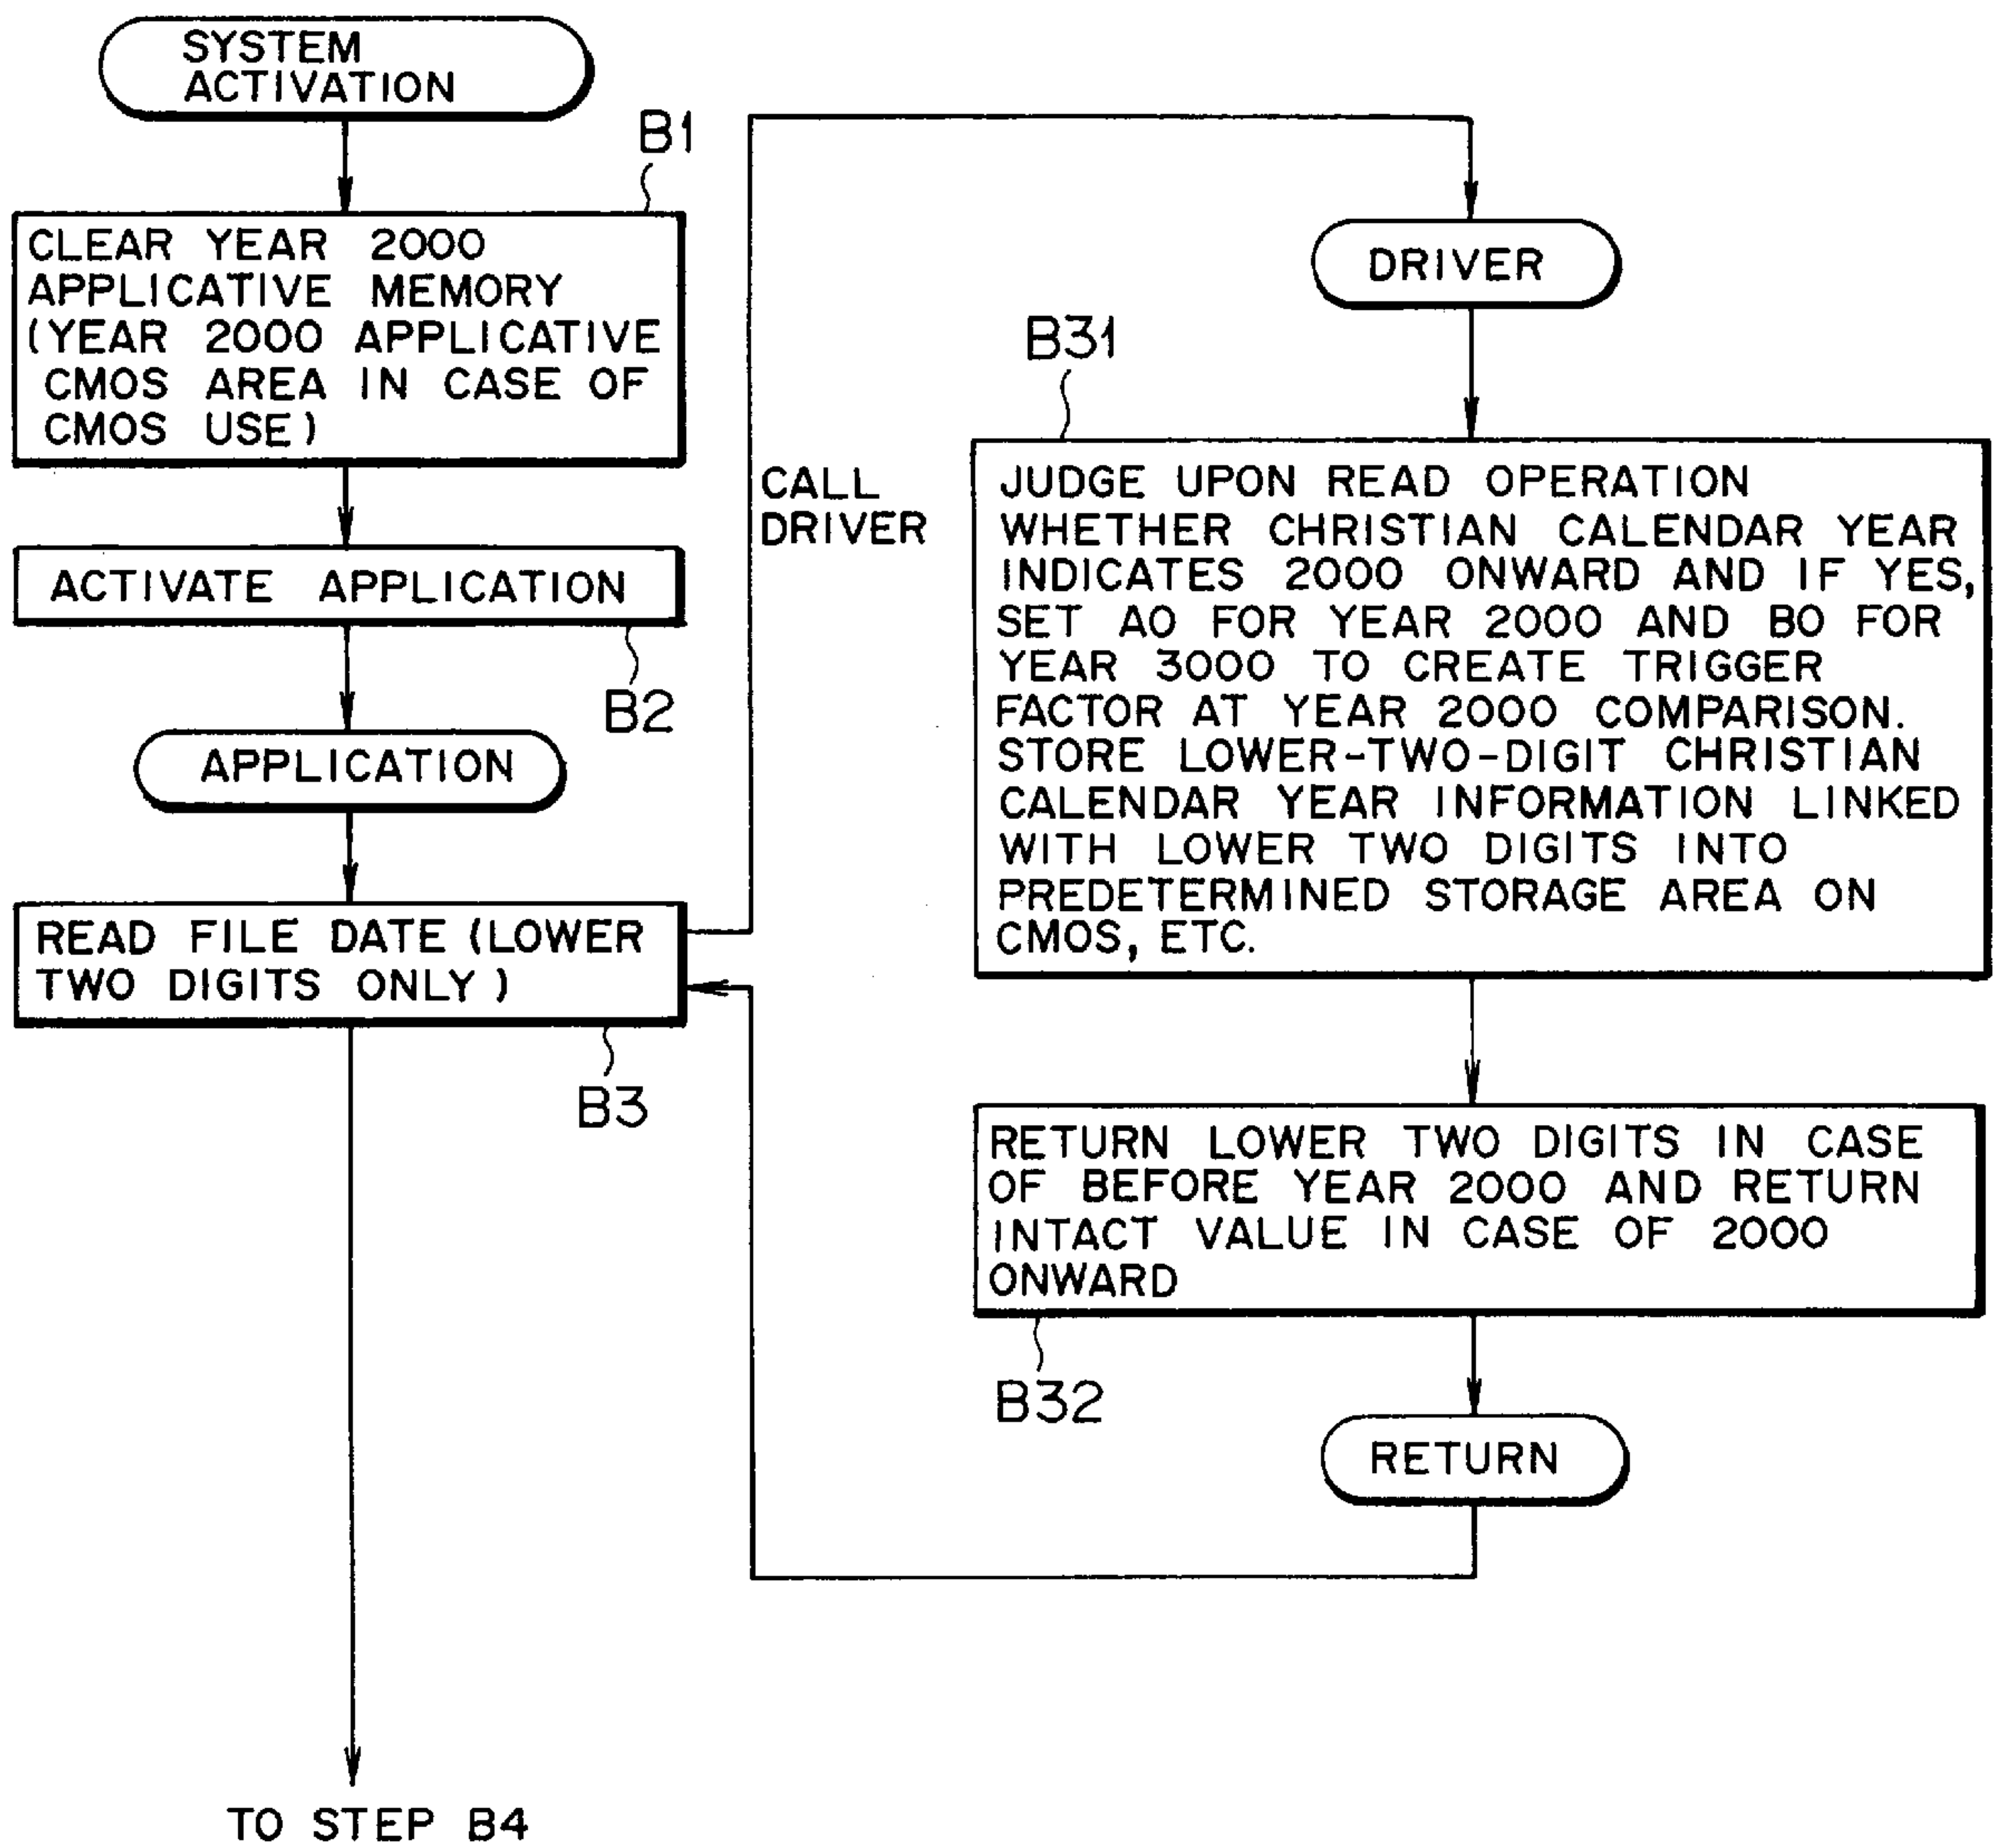 SYSTEM
ACTIVATION
B1
CLEAR YEAR 2000
APPLICATIVE MEMORY
(YEAR 2000 APPLICATIVE
CMOS AREA IN CASE OF
CMOS USE)
ACTIVATE APPLICATION
B2
APPLICATION
READ FILE DATE (LOWER
TWO DIGITS ONLY)
B3
TO STEP B4
CALL
DRIVER
DRIVER
B31
JUDGE UPON READ OPERATION
WHETHER CHRISTIAN CALENDAR YEAR
INDICATES 2000 ONWARD AND IF YES,
SET A0 FOR YEAR 2000 AND B0 FOR
YEAR 3000 TO CREATE TRIGGER
FACTOR AT YEAR 2000 COMPARISON.
STORE LOWER-TWO-DIGIT CHRISTIAN
CALENDAR YEAR INFORMATION LINKED
WITH LOWER TWO DIGITS INTO
PREDETERMINED STORAGE AREA ON
CMOS, ETC.
RETURN LOWER TWO DIGITS IN CASE
OF BEFORE YEAR 2000 AND RETURN
INTACT VALUE IN CASE OF 2000
ONWARD
B32
RETURN